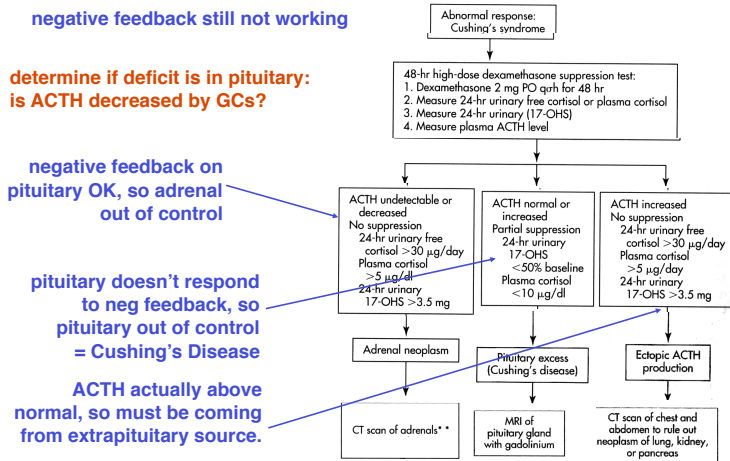 negative feedback still not working
determine if deficit is in pituitary:
is ACTH decreased by GCs?
negative feedback on
pituitary OK, so adrenal
out of control
pituitary doesn't respond
to neg feedback, so
pituitary out of control
= Cushing's Disease
ACTH actually above
normal, so must be coming
from extrapituitary source.
Abnormal response:
Cushing's syndrome
48-hr high-dose dexamethasone suppression test:
1. Dexamethasone 2 mg PO qσh for 48 hr
2. Measure 24-hr urinary free cortisol or plasma cortisol
3. Measure 24-hr urinary (17-OHS)
4. Measure plasma ACTH level
ACTH undetectable or
decreased
No suppression
24-hr urinary free
cortisol >30 μg/day
Plasma cortisol
>5 μg/dl
24-hr urinary
17-OHS >3.5 mg
ACTH normal or
increased
Partial suppression
24-hr urinary
17-OHS
<50% baseline
Plasma cortisol
<10 μg/dl
ACTH increased
No suppression
24-hr urinary free
cortisol >30 μg/day
Plasma cortisol
>5 μg/day
24-hr urinary
17-OHS >3.5 mg
Adrenal neoplasm
Pituitary excess
(Cushing's disease)
Ectopic ACTH
production
CT scan of adrenals**
MRI of
pituitary gland
with gadolinium
CT scan of chest and
abdomen to rule out
neoplasm of lung, kidney,
or pancreas